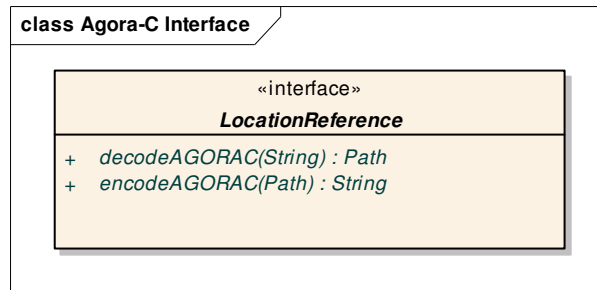 class Agora-C Interface
«interface»
LocationReference
+ decodeAGORAC(String) : Path
+ encodeAGORAC(Path) : String